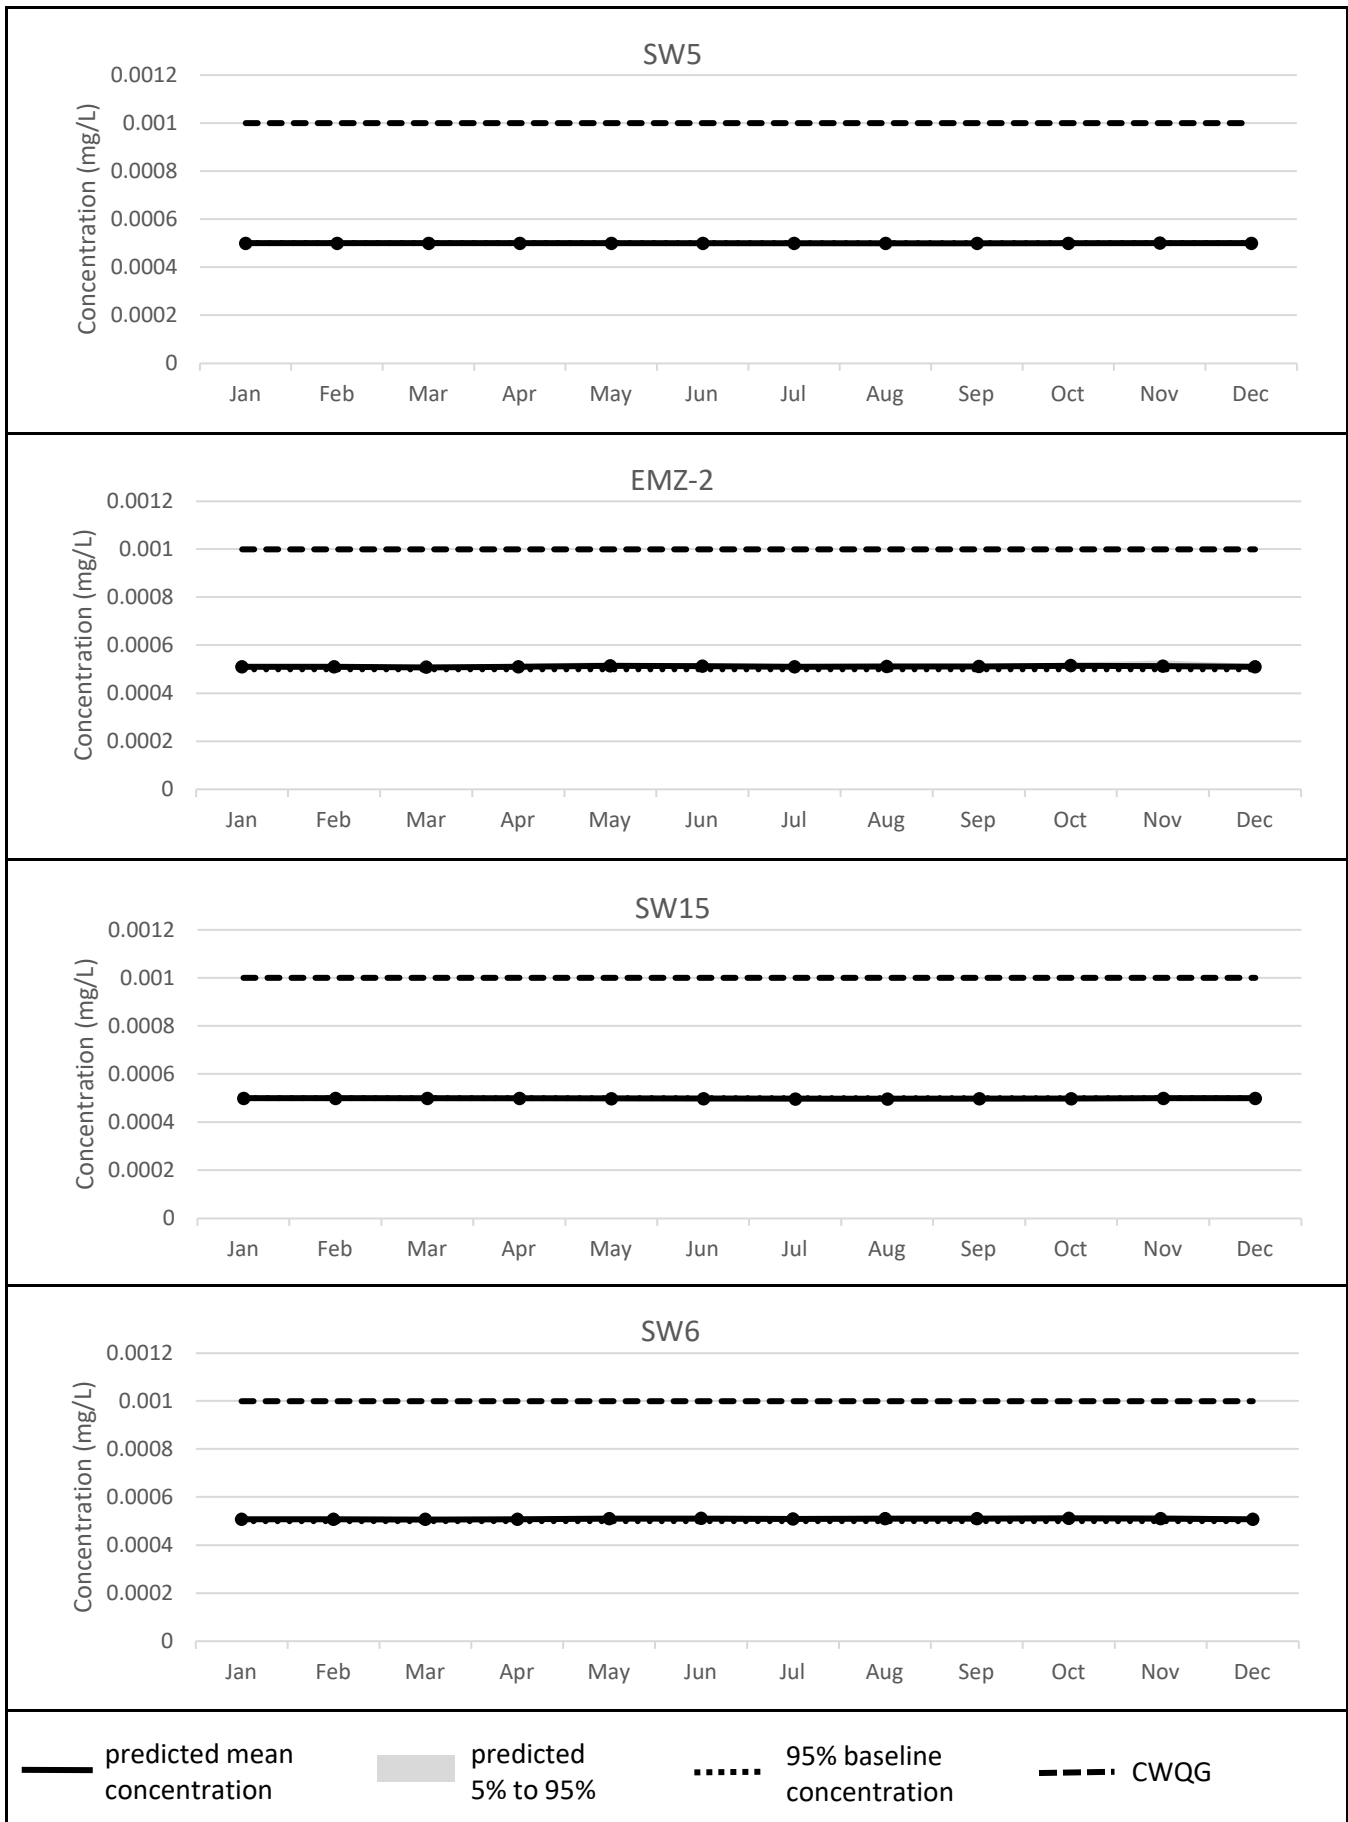 SW5
Concentration (mg/L)
0.0012
0.001
0.0008
0.0006
0.0004
0.0002
0
Jan Feb Mar Apr May Jun Jul Aug Sep Oct Nov Dec
EMZ-2
Concentration (mg/L)
0.0012
0.001
0.0008
0.0006
0.0004
0.0002
0
Jan Feb Mar Apr May Jun Jul Aug Sep Oct Nov Dec
SW15
Concentration (mg/L)
0.0012
0.001
0.0008
0.0006
0.0004
0.0002
0
Jan Feb Mar Apr May Jun Jul Aug Sep Oct Nov Dec
SW6
Concentration (mg/L)
0.0012
0.001
0.0008
0.0006
0.0004
0.0002
0
Jan Feb Mar Apr May Jun Jul Aug Sep Oct Nov Dec
predicted mean
concentration
predicted
5% to 95%
95% baseline
concentration
CWQG